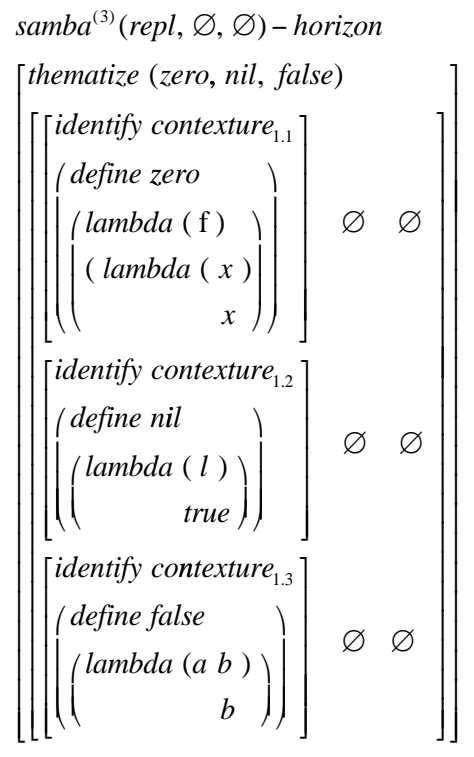 samba⁽³⁾(repl, ∅, ∅) – horizon
thematize (zero, nil, false)
identify contexture₁.₁
(define zero
(lambda ( f ) ∅ ∅
( lambda ( x )
x
identify contexture₁.₂
(define nil
(lambda ( l ) ∅ ∅
true
identify contexture₁.₃
(define false
(lambda (a b ) ∅ ∅
b